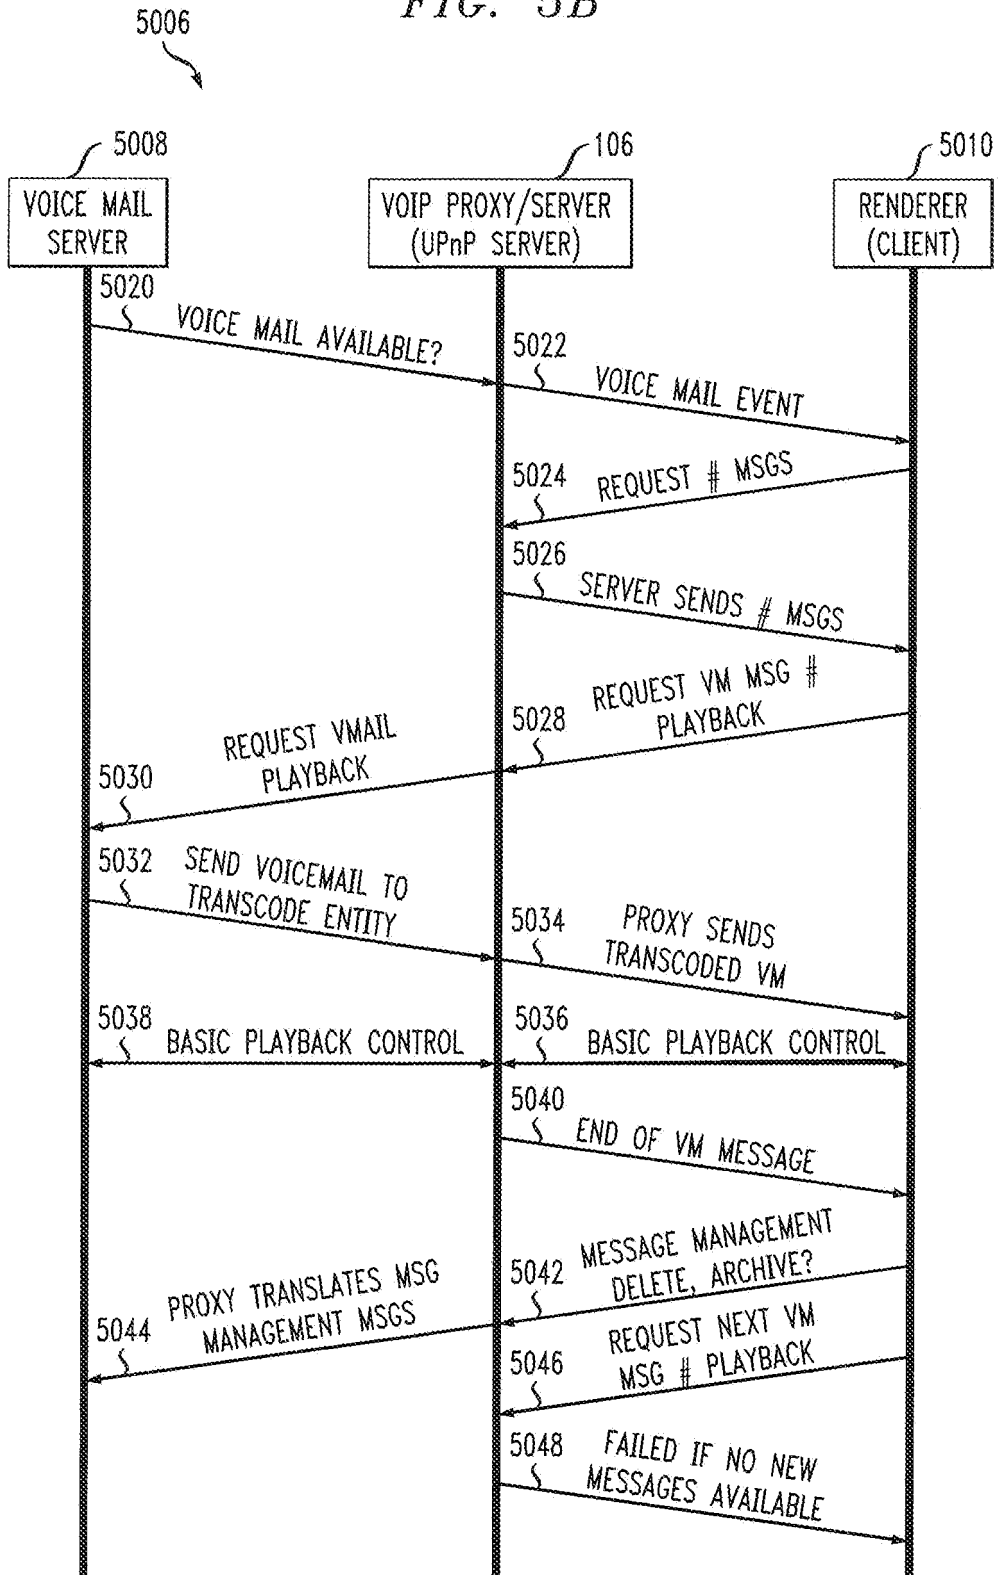 FIG. 5B
5006
5008
106
5010
VOICE MAIL
SERVER
VOIP PROXY/SERVER
(UPnP SERVER)
RENDERER
(CLIENT)
5020
VOICE MAIL AVAILABLE?
5022
VOICE MAIL EVENT
5024
REQUEST # MSGS
5026
SERVER SENDS # MSGS
REQUEST VM MSG #
PLAYBACK
5028
REQUEST VMAIL
PLAYBACK
5030
5032
SEND VOICEMAIL TO
TRANSCODE ENTITY
5034
PROXY SENDS
TRANSCODED VM
5038
BASIC PLAYBACK CONTROL
5036
BASIC PLAYBACK CONTROL
5040
END OF VM MESSAGE
MESSAGE MANAGEMENT
DELETE, ARCHIVE?
5042
PROXY TRANSLATES MSG
MANAGEMENT MSGS
5044
REQUEST NEXT VM
MSG # PLAYBACK
5046
5048
FAILED IF NO NEW
MESSAGES AVAILABLE